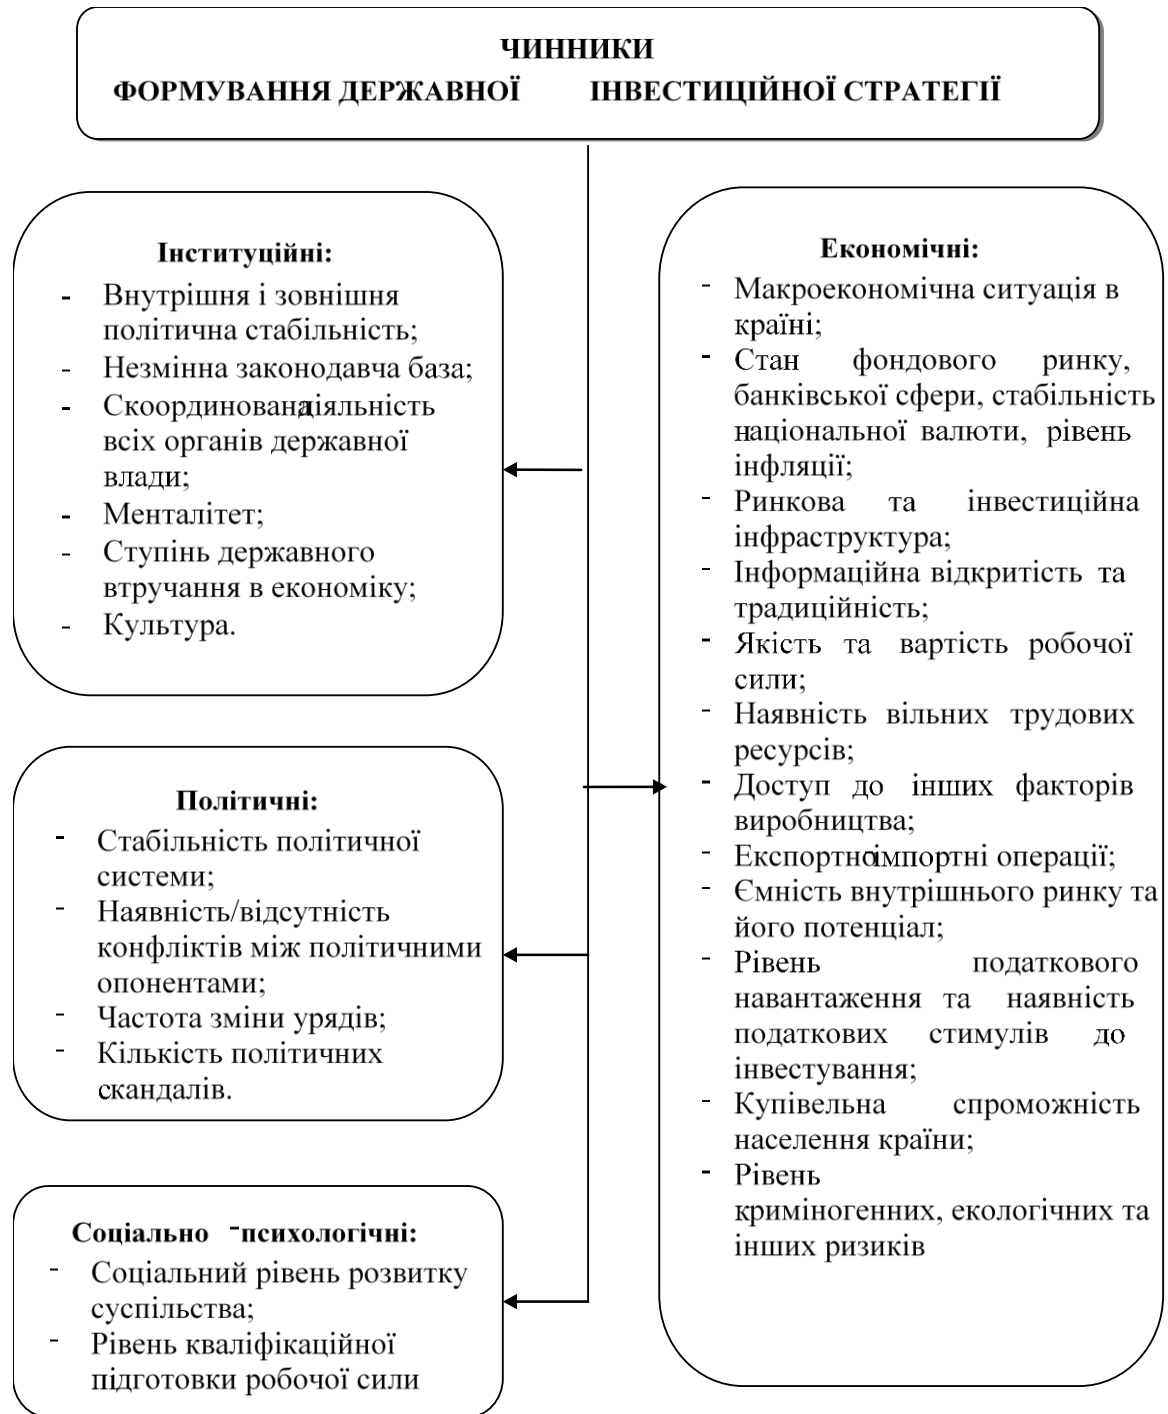 ЧИННИКИ
ФОРМУВАННЯ ДЕРЖАВНОЇ ІНВЕСТИЦІЙНОЇ СТРАТЕГІЇ
Інституційні:
- Внутрішня і зовнішня
політична стабільність;
- Незмінна законодавча база;
- Скоординована діяльність
всіх органів державної
влади;
- Менталітет;
- Ступінь державного
втручання в економіку;
- Культура.
Політичні:
- Стабільність політичної
системи;
- Наявність/відсутність
конфліктів між політичними
опонентами;
- Частота зміни урядів;
- Кількість політичних
скандалів.
Соціально -психологічні:
- Соціальний рівень розвитку
суспільства;
- Рівень кваліфікаційної
підготовки робочої сили
Економічні:
- Макроекономічна ситуація в
країні;
- Стан фондового ринку,
банківської сфери, стабільність
національної валюти, рівень
інфляції;
- Ринкова та інвестиційна
інфраструктура;
- Інформаційна відкритість та
традиційність;
- Якість та вартість робочої
сили;
- Наявність вільних трудових
ресурсів;
- Доступ до інших факторів
виробництва;
- Експортноімпортні операції;
- Ємність внутрішнього ринку та
його потенціал;
- Рівень податкового
навантаження та наявність
податкових стимулів до
інвестування;
- Купівельна спроможність
населення країни;
- Рівень
криміногенних, екологічних та
інших ризиків